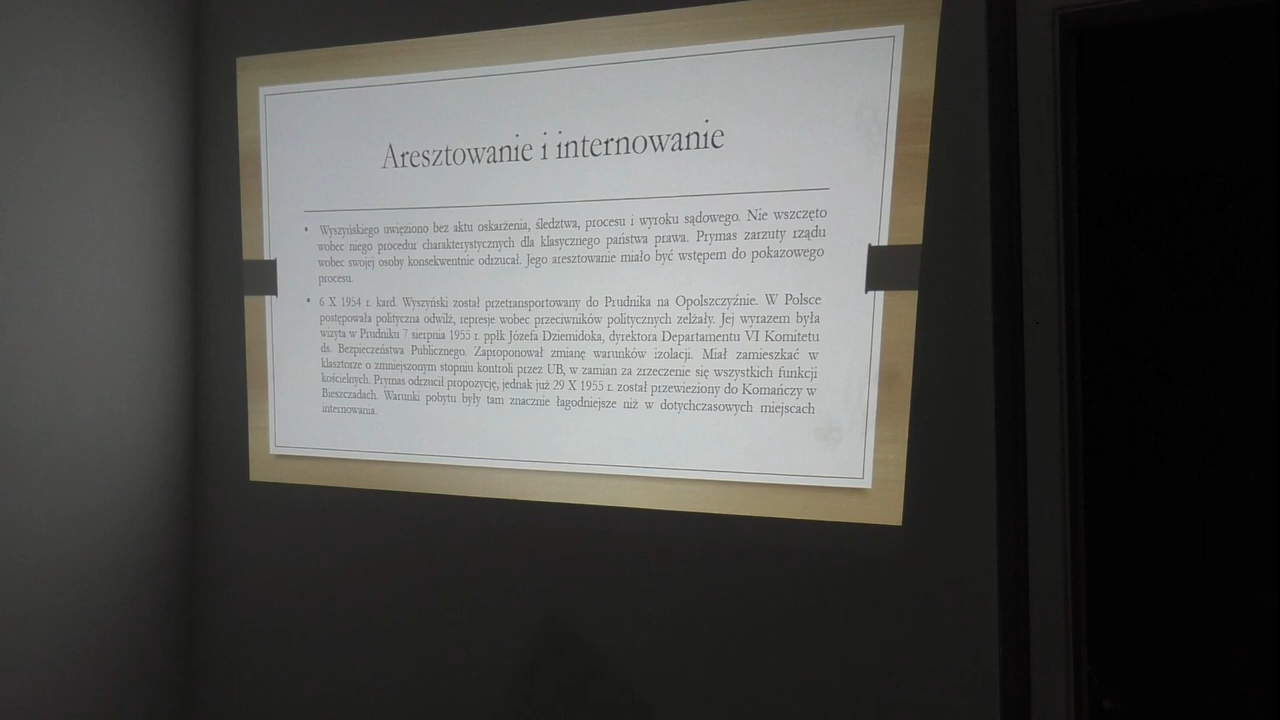 Aresztowanie i internowanie
• Wyszyńskiego uwięziono bez aktu oskarżenia, śledztwa, procesu i wyroku sądowego. Nie wszczęto
wobec niego procedur charakterystycznych dla klasycznego państwa prawa. Prymas zarzuty rządu
wobec swojej osoby konsekwentnie odrzucał. Jego aresztowanie miało być wstępem do pokazowego
procesu.
• 6 X 1954 r. kard. Wyszyński został przetransportowany do Prudnika na Opolszczyźnie. W Polsce
postępowała polityczna odwilż, represje wobec przeciwników politycznych zelżały. Jej wyrazem była
wizyta w Prudniku 7 sierpnia 1955 r. ppłk Józefa Dziemidoka, dyrektora Departamentu VI Komitetu
ds. Bezpieczeństwa Publicznego. Zaproponował zmianę warunków izolacji. Miał zamieszkać w
klasztorze o zmniejszonym stopniu kontroli przez UB, w zamian za zrzeczenie się wszystkich funkcji
kościelnych. Prymas odrzucił propozycję, jednak już 29 X 1955 r. został przewieziony do Komańczy w
Bieszczadach. Warunki pobytu były tam znacznie łagodniejsze niż w dotychczasowych miejscach
internowania.